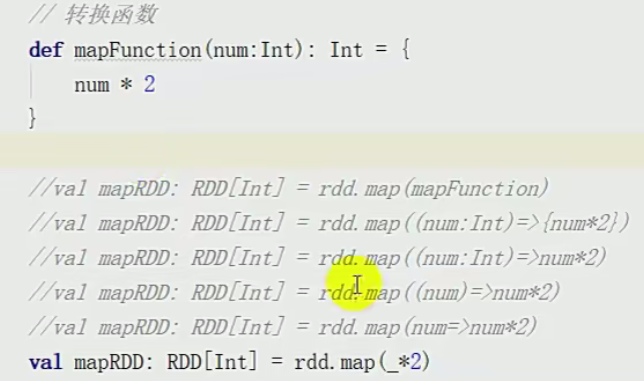 // 转换函数
def mapFunction(num:Int): Int = {
num * 2
}
//val mapRDD: RDD[Int] = rdd.map(mapFunction)
//val mapRDD: RDD[Int] = rdd.map((num:Int)=>{num*2})
//val mapRDD: RDD[Int] = rdd.map((num:Int)=>num*2)
//val mapRDD: RDD[Int] = rdd.map((num)=>num*2)
//val mapRDD: RDD[Int] = rdd.map(num=>num*2)
val mapRDD: RDD[Int] = rdd.map(_*2)